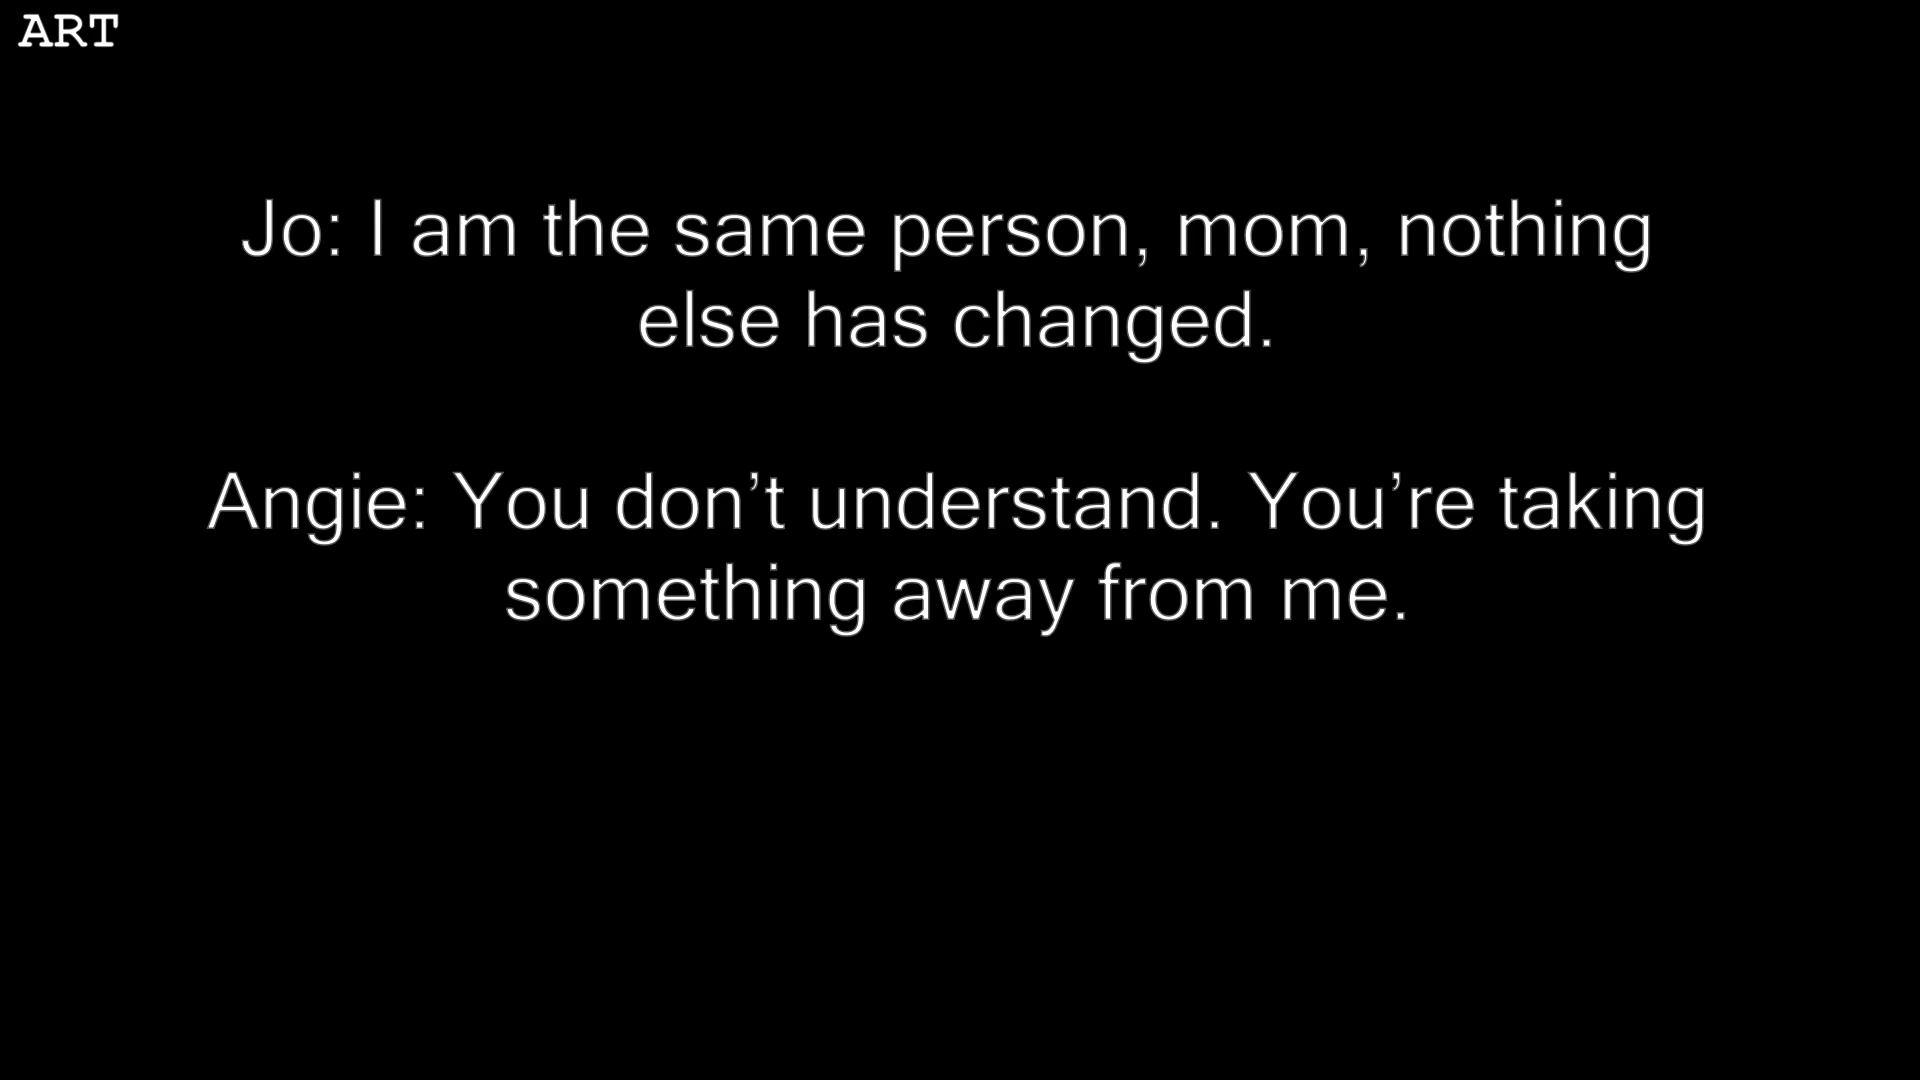 ART
Jo: I am the same person, mom, nothing
else has changed.
Angie: You don’t understand. You’re taking
something away from me.